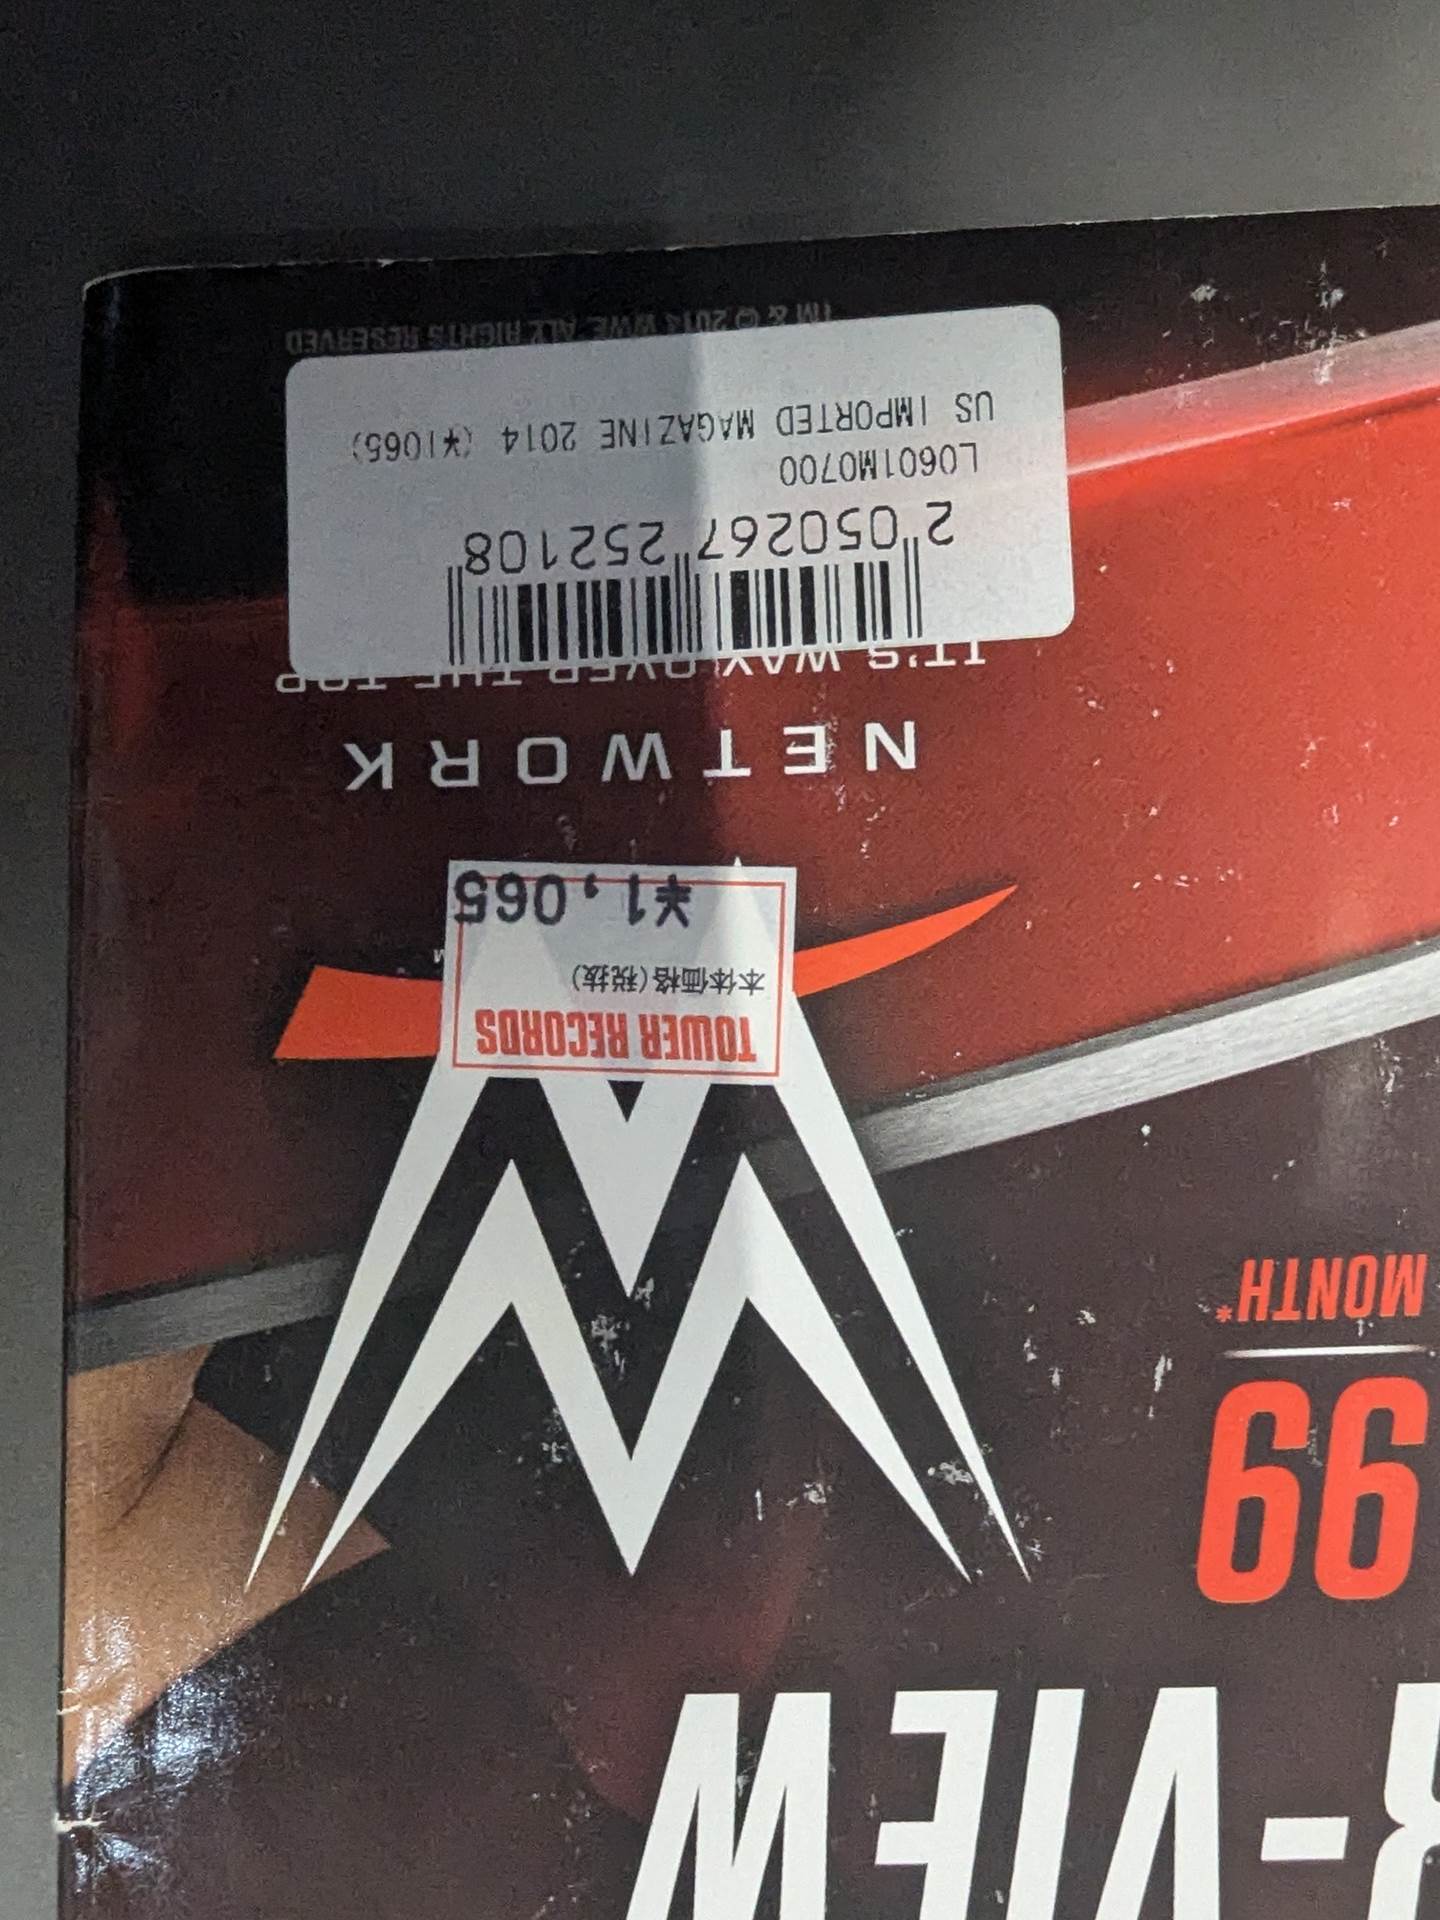 R-VIEW
99
MONTH*
TOWER RECORDS
本体価格(税抜)
¥1,065
NETWORK
IT'S WAY OVER THE TOP
2 050267 252108
L0601M0700
US IMPORTED MAGAZINE 2014 (¥1065)
TM & © 2014 WWE. ALL RIGHTS RESERVED